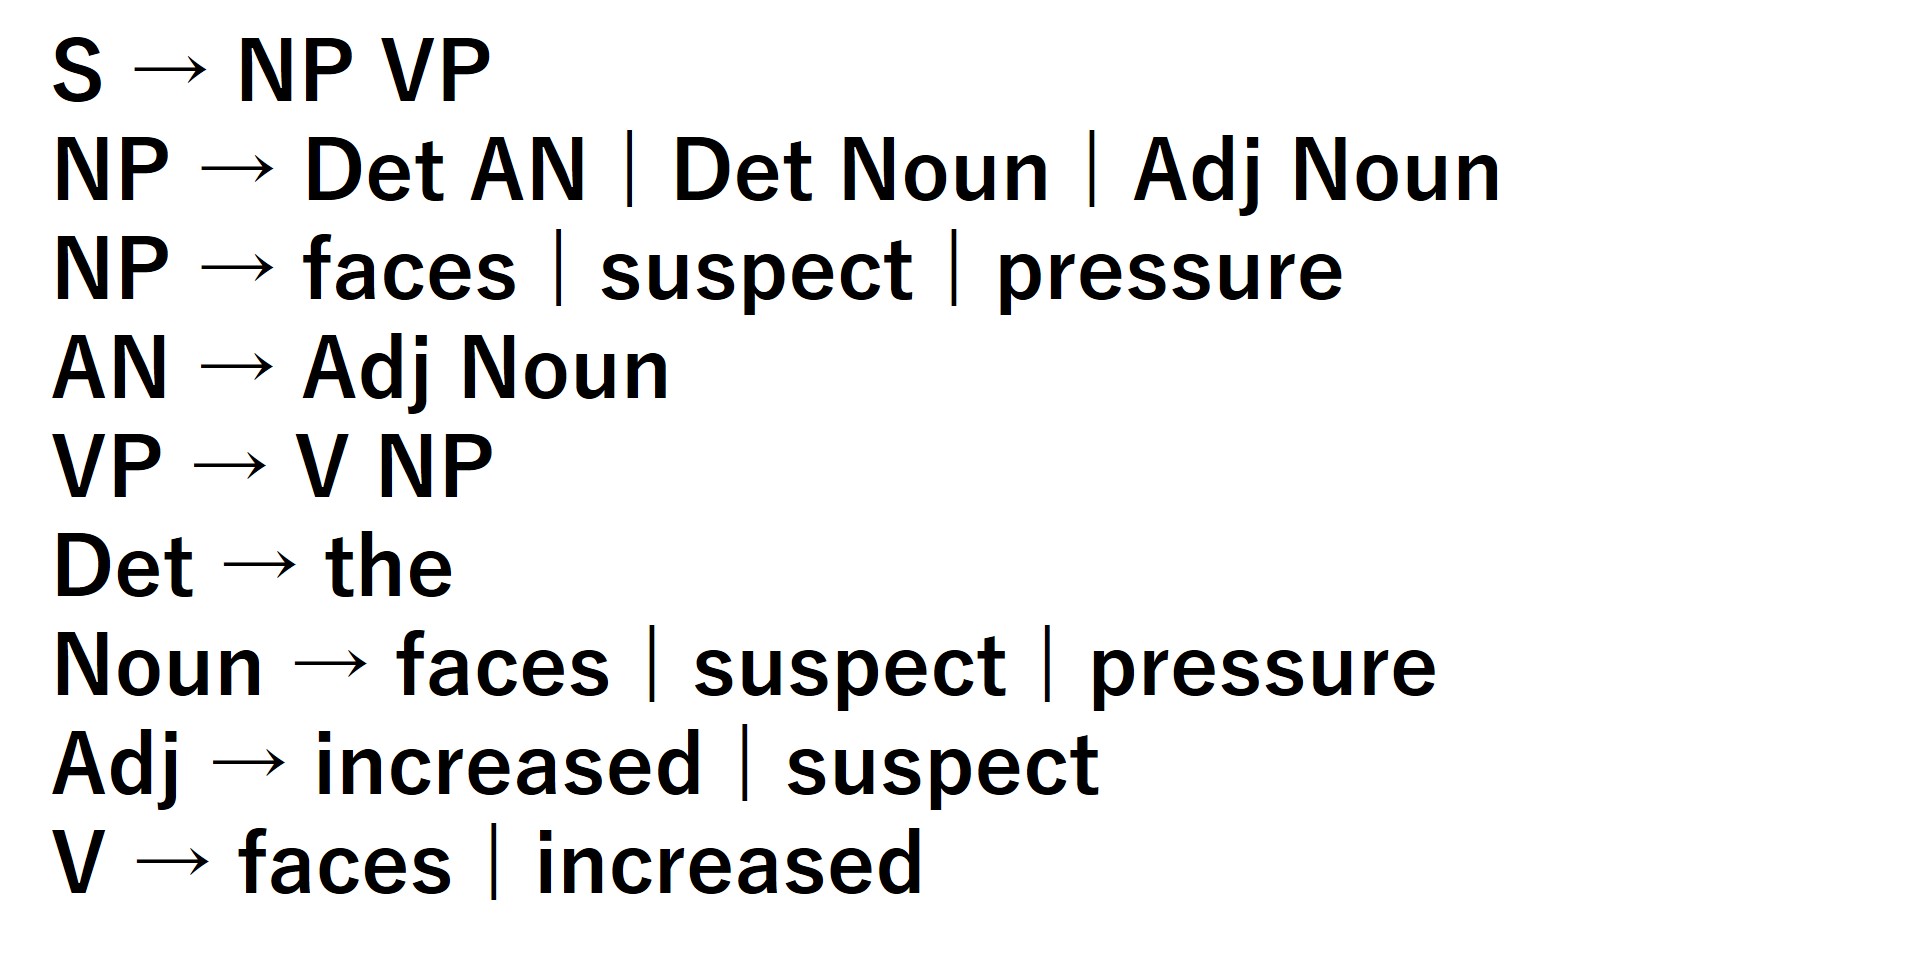 S → NP VP
NP → Det AN | Det Noun | Adj Noun
NP → faces | suspect | pressure
AN → Adj Noun
VP → V NP
Det → the
Noun → faces | suspect | pressure
Adj → increased | suspect
V → faces | increased